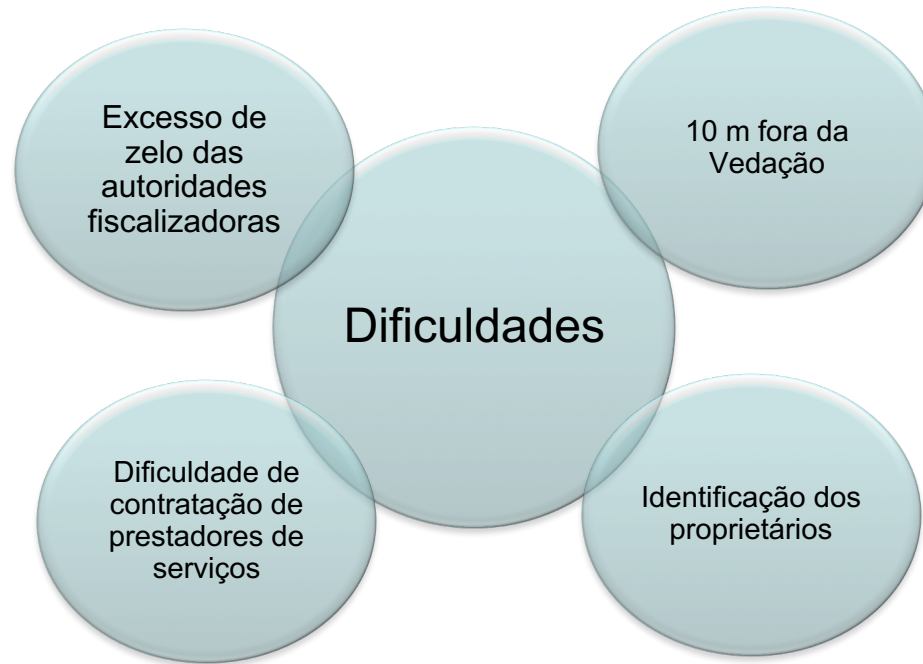 Excesso de
zelo das
autoridades
fiscalizadoras
10 m fora da
Vedação
Dificuldades
Dificuldade de
contratação de
prestadores de
serviços
Identificação dos
proprietários